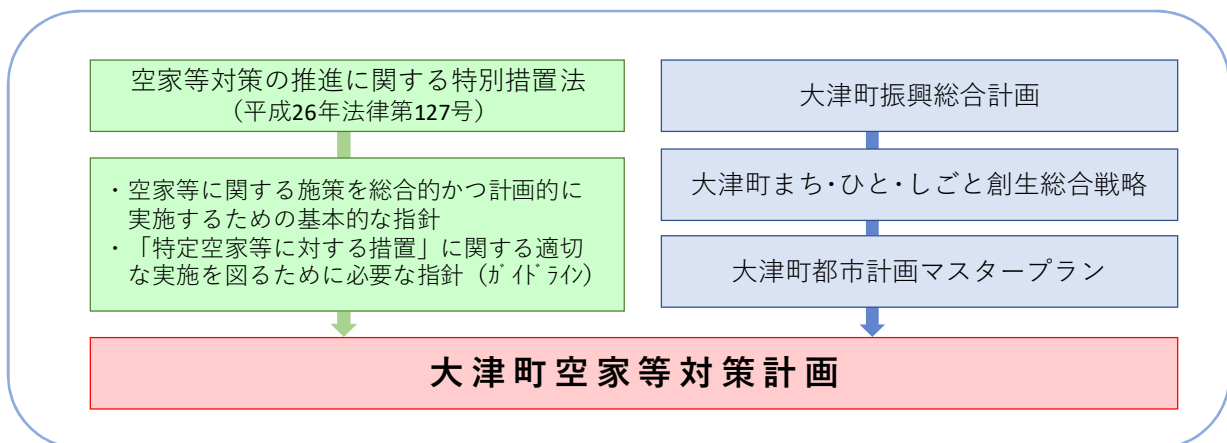 空家等対策の推進に関する特別措置法
（平成26年法律第127号）
・空家等に関する施策を総合的かつ計画的に
実施するための基本的な指針
・「特定空家等に対する措置」に関する適切
な実施を図るために必要な指針（ｶﾞｲﾄﾞﾗｲﾝ）
大津町振興総合計画
大津町まち･ひと･しごと創生総合戦略
大津町都市計画マスタープラン
大津町空家等対策計画